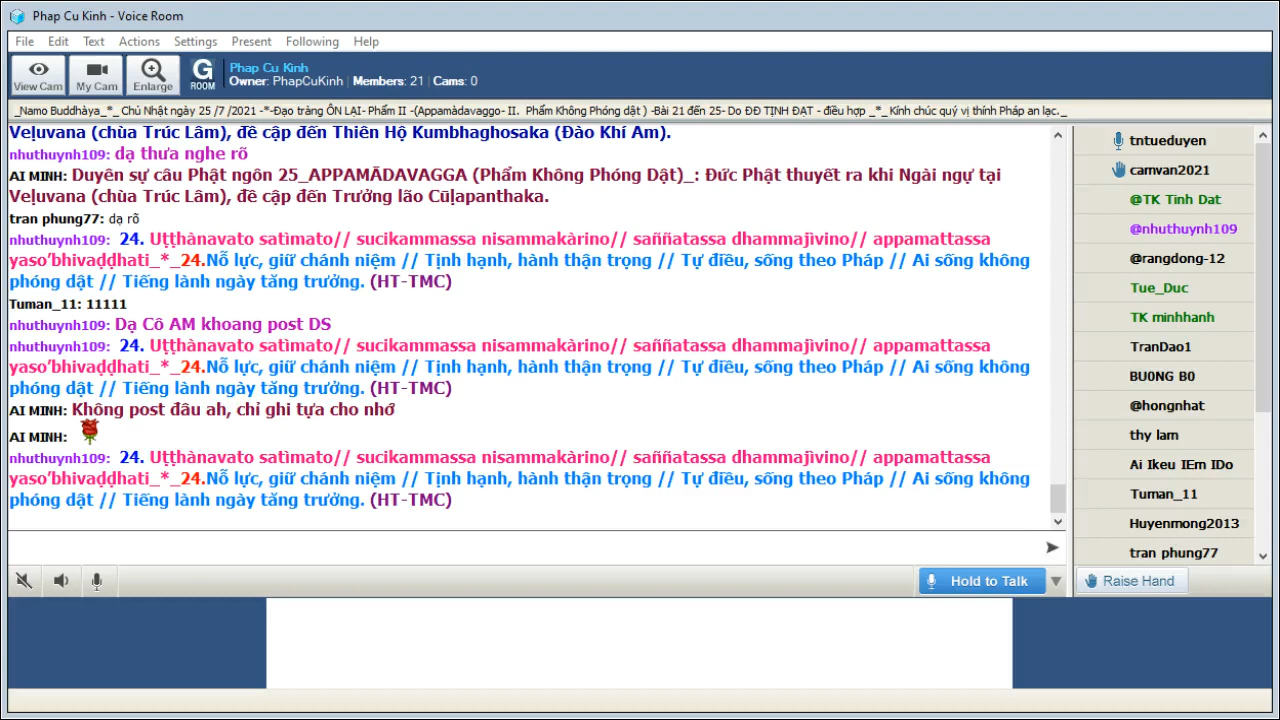 Phap Cu Kinh - Voice Room
File Edit Text Actions Settings Present Following Help
View Cam My Cam Enlarge G ROOM
Phap Cu Kinh
Owner: PhapCuKinh | Members: 21 | Cams: 0
_Namo Buddhàya_*_ Chủ Nhật ngày 25 /7 /2021 -*-Đạo tràng ÔN LẠI- Phẩm II -(Appamàdavaggo- II. Phẩm Không Phóng dật ) -Bài 21 đến 25- Do ĐĐ TỊNH ĐẠT - điều hợp _*_ Kính chúc quý vị thính Pháp an lạc._
Veḷuvana (chùa Trúc Lâm), đề cập đến Thiên Hộ Kumbhaghosaka (Đào Khí Am).
nhuthuynh109: dạ thưa nghe rõ
AI MINH: Duyên sự câu Phật ngôn 25_APPAMĀDAVAGGA (Phẩm Không Phóng Dật)_: Đức Phật thuyết ra khi Ngài ngự tại
Veḷuvana (chùa Trúc Lâm), đề cập đến Trưởng lão Cūḷapanthaka.
tran phung77: dạ rõ
nhuthuynh109: 24. Uṭṭhànavato satìmato// sucikammassa nisammakàrino// saññatassa dhammajìvino// appamattassa
yaso’bhivaḍḍhati_*_24.Nỗ lực, giữ chánh niệm // Tịnh hạnh, hành thận trọng // Tự điều, sống theo Pháp // Ai sống không
phóng dật // Tiếng lành ngày tăng trưởng. (HT-TMC)
Tuman_11: 11111
nhuthuynh109: Dạ Cô AM khoang post DS
nhuthuynh109: 24. Uṭṭhànavato satìmato// sucikammassa nisammakàrino// saññatassa dhammajìvino// appamattassa
yaso’bhivaḍḍhati_*_24.Nỗ lực, giữ chánh niệm // Tịnh hạnh, hành thận trọng // Tự điều, sống theo Pháp // Ai sống không
phóng dật // Tiếng lành ngày tăng trưởng. (HT-TMC)
AI MINH: Không post đâu ah, chỉ ghi tựa cho nhớ
AI MINH:
nhuthuynh109: 24. Uṭṭhànavato satìmato// sucikammassa nisammakàrino// saññatassa dhammajìvino// appamattassa
yaso’bhivaḍḍhati_*_24.Nỗ lực, giữ chánh niệm // Tịnh hạnh, hành thận trọng // Tự điều, sống theo Pháp // Ai sống không
phóng dật // Tiếng lành ngày tăng trưởng. (HT-TMC)
Hold to Talk
tntueduyen
camvan2021
@TK Tinh Dat
@nhuthuynh109
@rangdong-12
Tue_Duc
TK minhhanh
TranDao1
BU0NG B0
@hongnhat
thy lam
Ai Ikeu IEm IDo
Tuman_11
Huyenmong2013
tran phung77
Raise Hand